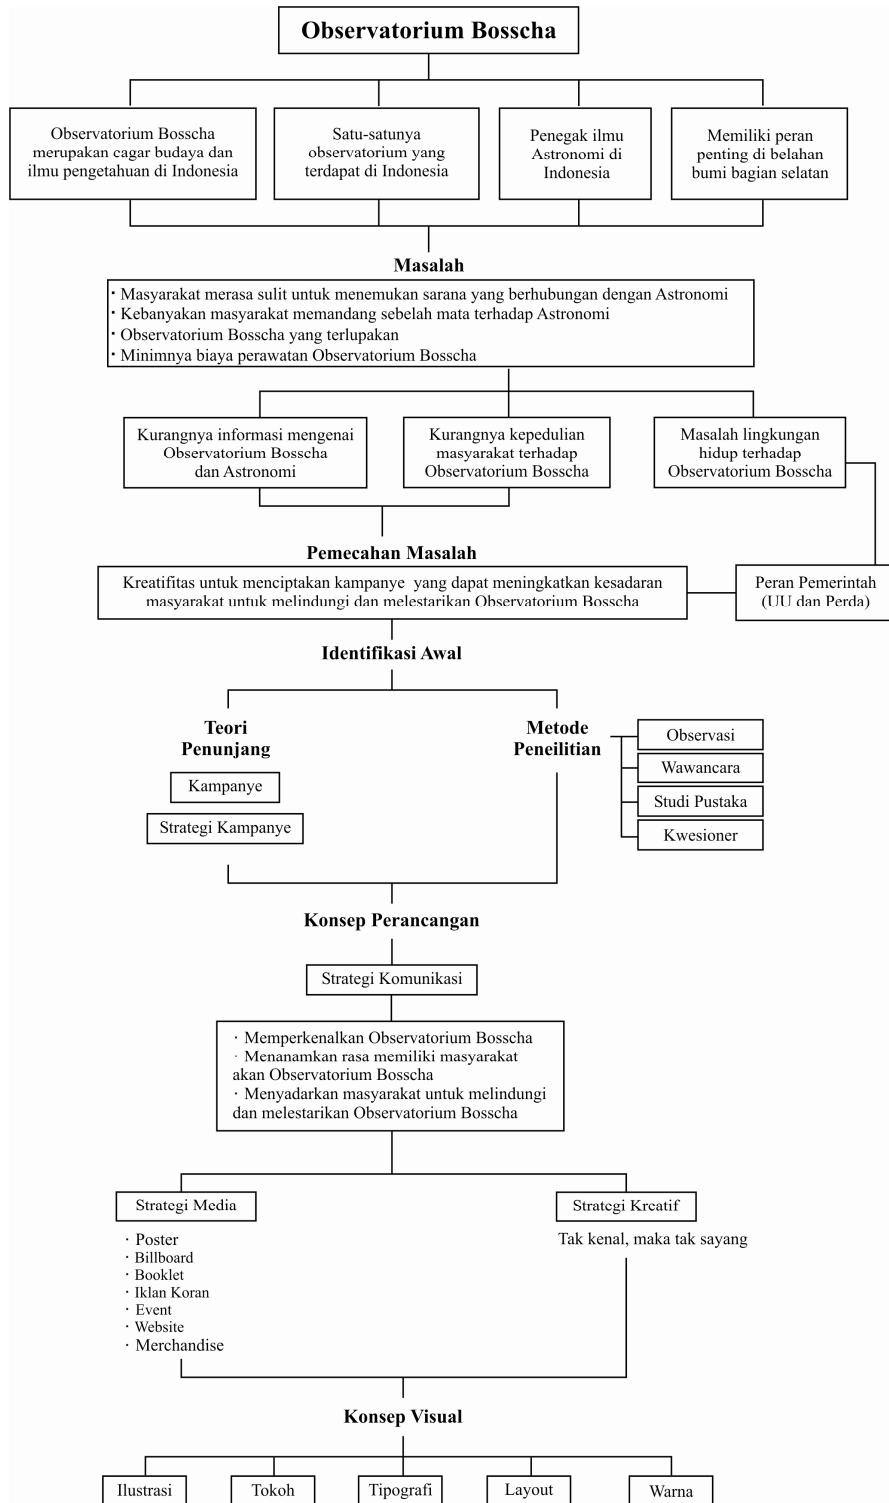 Observatorium Bosscha
Observatorium Bosscha
merupakan cagar budaya dan
ilmu pengetahuan di Indonesia
Satu-satunya
observatorium yang
terdapat di Indonesia
Penegak ilmu
Astronomi di
Indonesia
Memiliki peran
penting di belahan
bumi bagian selatan
Masalah
· Masyarakat merasa sulit untuk menemukan sarana yang berhubungan dengan Astronomi
· Kebanyakan masyarakat memandang sebelah mata terhadap Astronomi
· Observatorium Bosscha yang terlupakan
· Minimnya biaya perawatan Observatorium Bosscha
Kurangnya informasi mengenai
Observatorium Bosscha
dan Astronomi
Kurangnya kepedulian
masyarakat terhadap
Observatorium Bosscha
Masalah lingkungan
hidup terhadap
Observatorium Bosscha
Pemecahan Masalah
Kreatifitas untuk menciptakan kampanye yang dapat meningkatkan kesadaran
masyarakat untuk melindungi dan melestarikan Observatorium Bosscha
Peran Pemerintah
(UU dan Perda)
Identifikasi Awal
Teori
Penunjang
Kampanye
Strategi Kampanye
Metode
Peneilitian
Observasi
Wawancara
Studi Pustaka
Kwesioner
Konsep Perancangan
Strategi Komunikasi
· Memperkenalkan Observatorium Bosscha
· Menanamkan rasa memiliki masyarakat
akan Observatorium Bosscha
· Menyadarkan masyarakat untuk melindungi
dan melestarikan Observatorium Bosscha
Strategi Media
· Poster
· Billboard
· Booklet
· Iklan Koran
· Event
· Website
· Merchandise
Strategi Kreatif
Tak kenal, maka tak sayang
Konsep Visual
Ilustrasi
Tokoh
Tipografi
Layout
Warna